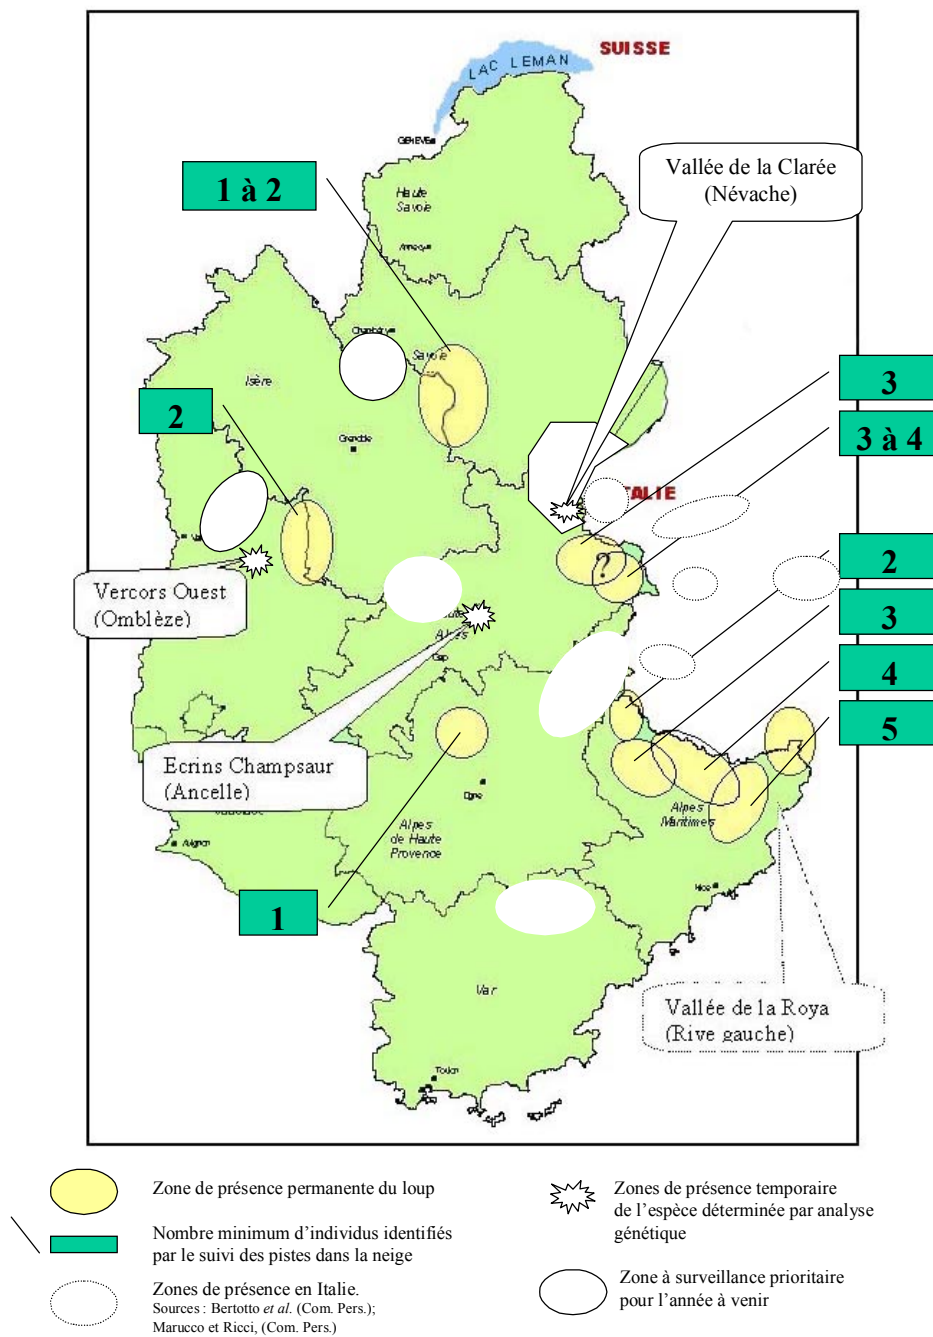 SUISSE
LAC LEMAN
GENEVE
Vallée de la Clarée
(Névache)
1 à 2
Haute
Savoie
Annecy
Chambéry
Savoie
Isère
3
2
3 à 4
Grenoble
TALIE
?
2
Vercors Ouest
(Omblèze)
3
Alpes
Gap
4
5
Ecrins Champsaur
(Ancelle)
Digne
Alpes
Maritimes
Alpes
de Haute
Provence
Avignon
Nice
1
Var
Vallée de la Roya
(Rive gauche)
Toulon
Zone de présence permanente du loup
Nombre minimum d'individus identifiés
par le suivi des pistes dans la neige
Zones de présence en Italie.
Sources : Bertotto et al. (Com. Pers.);
Marucco et Ricci, (Com. Pers.)
Zones de présence temporaire
de l'espèce déterminée par analyse
génétique
Zone à surveillance prioritaire
pour l'année à venir